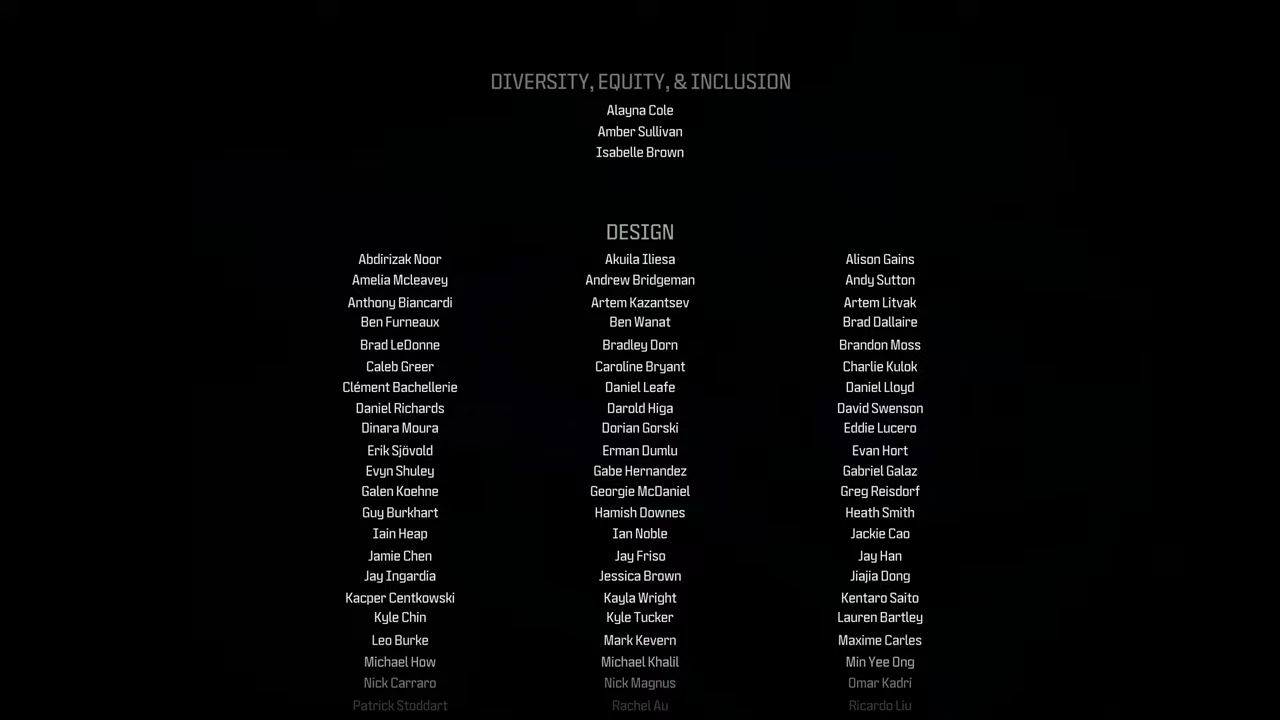 DIVERSITY, EQUITY, & INCLUSION
Alayna Cole
Amber Sullivan
Isabelle Brown
DESIGN
Abdirizak Noor Akuila Iliesa Alison Gains
Amelia Mcleavey Andrew Bridgeman Andy Sutton
Anthony Biancardi Artem Kazantsev Artem Litvak
Ben Furneaux Ben Wanat Brad Dallaire
Brad LeDonne Bradley Dorn Brandon Moss
Caleb Greer Caroline Bryant Charlie Kulok
Clément Bachellerie Daniel Leafe Daniel Lloyd
Daniel Richards Darold Higa David Swenson
Dinara Moura Dorian Gorski Eddie Lucero
Erik Sjövold Erman Dumlu Evan Hort
Evyn Shuley Gabe Hernandez Gabriel Galaz
Galen Koehne Georgie McDaniel Greg Reisdorf
Guy Burkhart Hamish Downes Heath Smith
Iain Heap Ian Noble Jackie Cao
Jamie Chen Jay Friso Jay Han
Jay Ingardia Jessica Brown Jiajia Dong
Kacper Centkowski Kayla Wright Kentaro Saito
Kyle Chin Kyle Tucker Lauren Bartley
Leo Burke Mark Kevern Maxime Carles
Michael How Michael Khalil Min Yee Ong
Nick Carraro Nick Magnus Omar Kadri
Patrick Stoddart Rachel Au Ricardo Liu